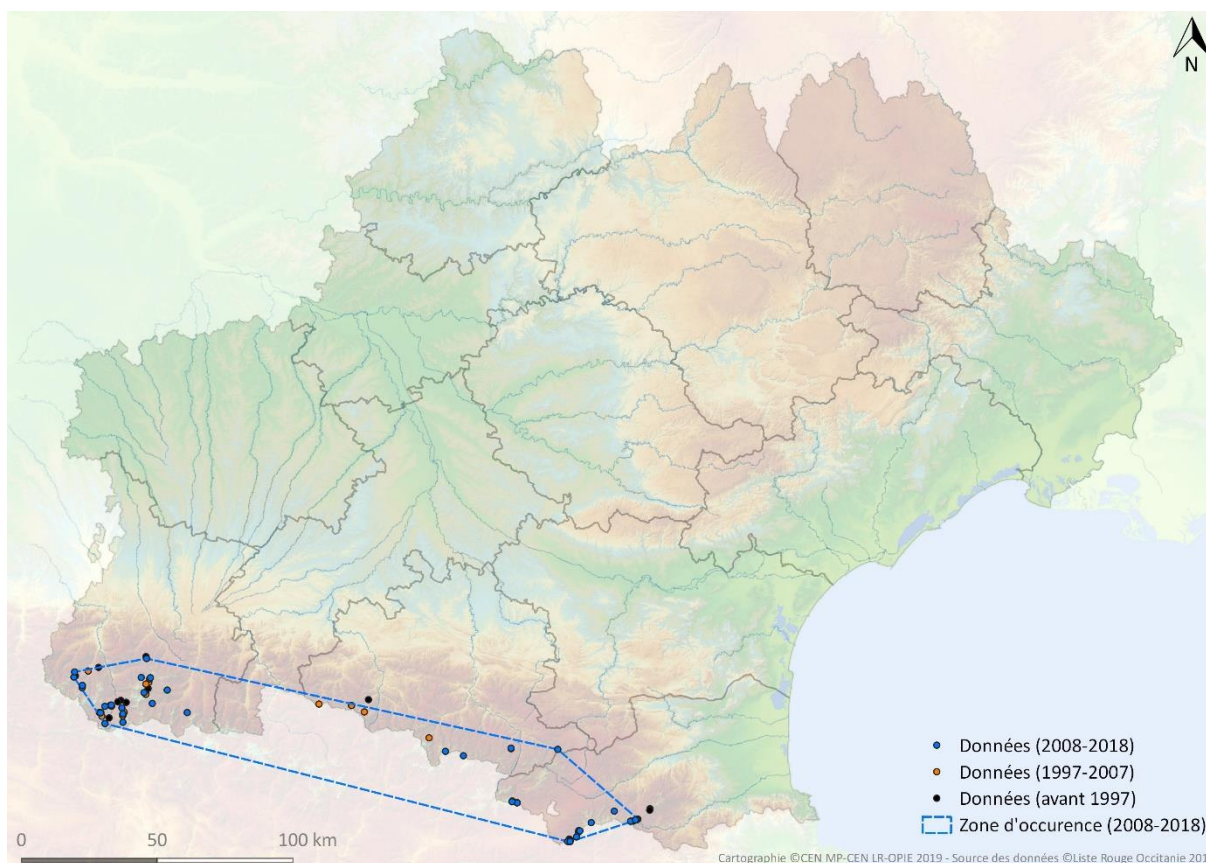 N
Données (2008-2018)
Données (1997-2007)
Données (avant 1997)
Zone d'occurence (2008-2018)
0 50 100 km
Cartographie ©CEN MP-CEN LR-OPIE 2019 - Source des données ©Liste Rouge Occitanie 201